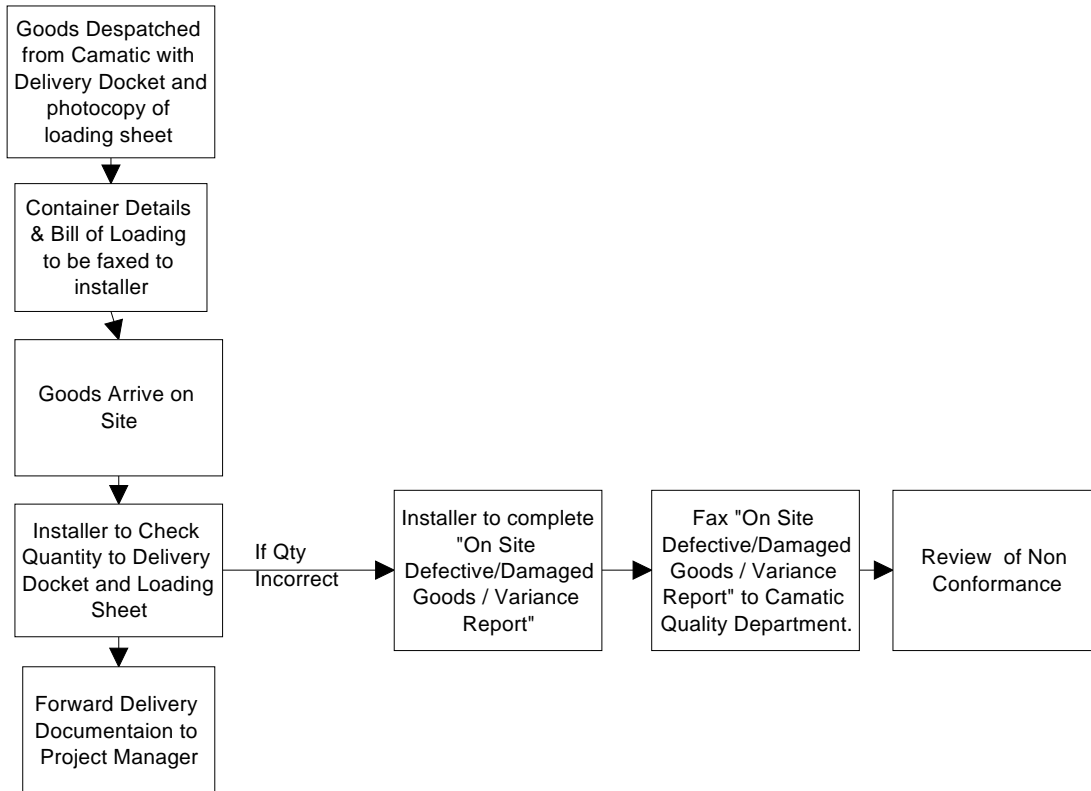 Goods Despatched
from Camatic with
Delivery Docket and
photocopy of
loading sheet
Container Details
& Bill of Loading
to be faxed to
installer
Goods Arrive on
Site
Installer to Check
Quantity to Delivery
Docket and Loading
Sheet
If Qty
Incorrect
Installer to complete
"On Site
Defective/Damaged
Goods / Variance
Report"
Fax "On Site
Defective/Damaged
Goods / Variance
Report" to Camatic
Quality Department.
Review of Non
Conformance
Forward Delivery
Documentaion to
Project Manager